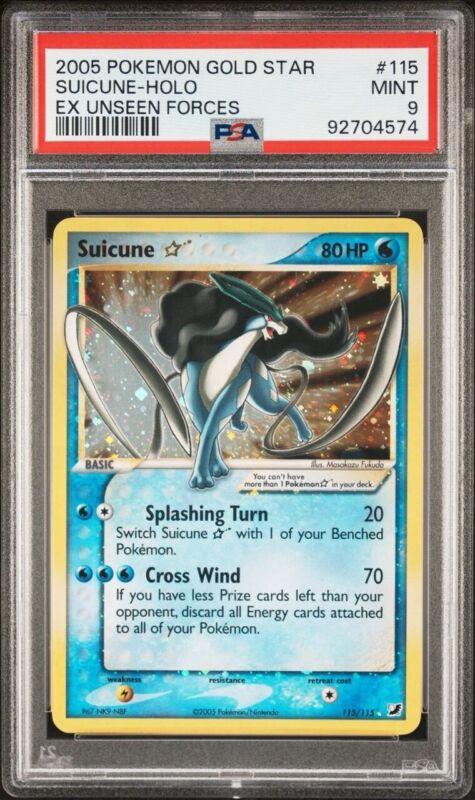 2005 POKEMON GOLD STAR #115
SUICUNE-HOLO MINT
EX UNSEEN FORCES 9
PSA 92704574
Suicune ☆ 80 HP
BASIC
Illus. Masakazu Fukuda
You can't have
more than 1 Pokémon☆ in your deck.
Splashing Turn 20
Switch Suicune ☆ with 1 of your Benched
Pokémon.
Cross Wind 70
If you have less Prize cards left than your
opponent, discard all Energy cards attached
to all of your Pokémon.
weakness resistance retreat cost
P67-NK9-NBF ©2005 Pokémon/Nintendo 115/115